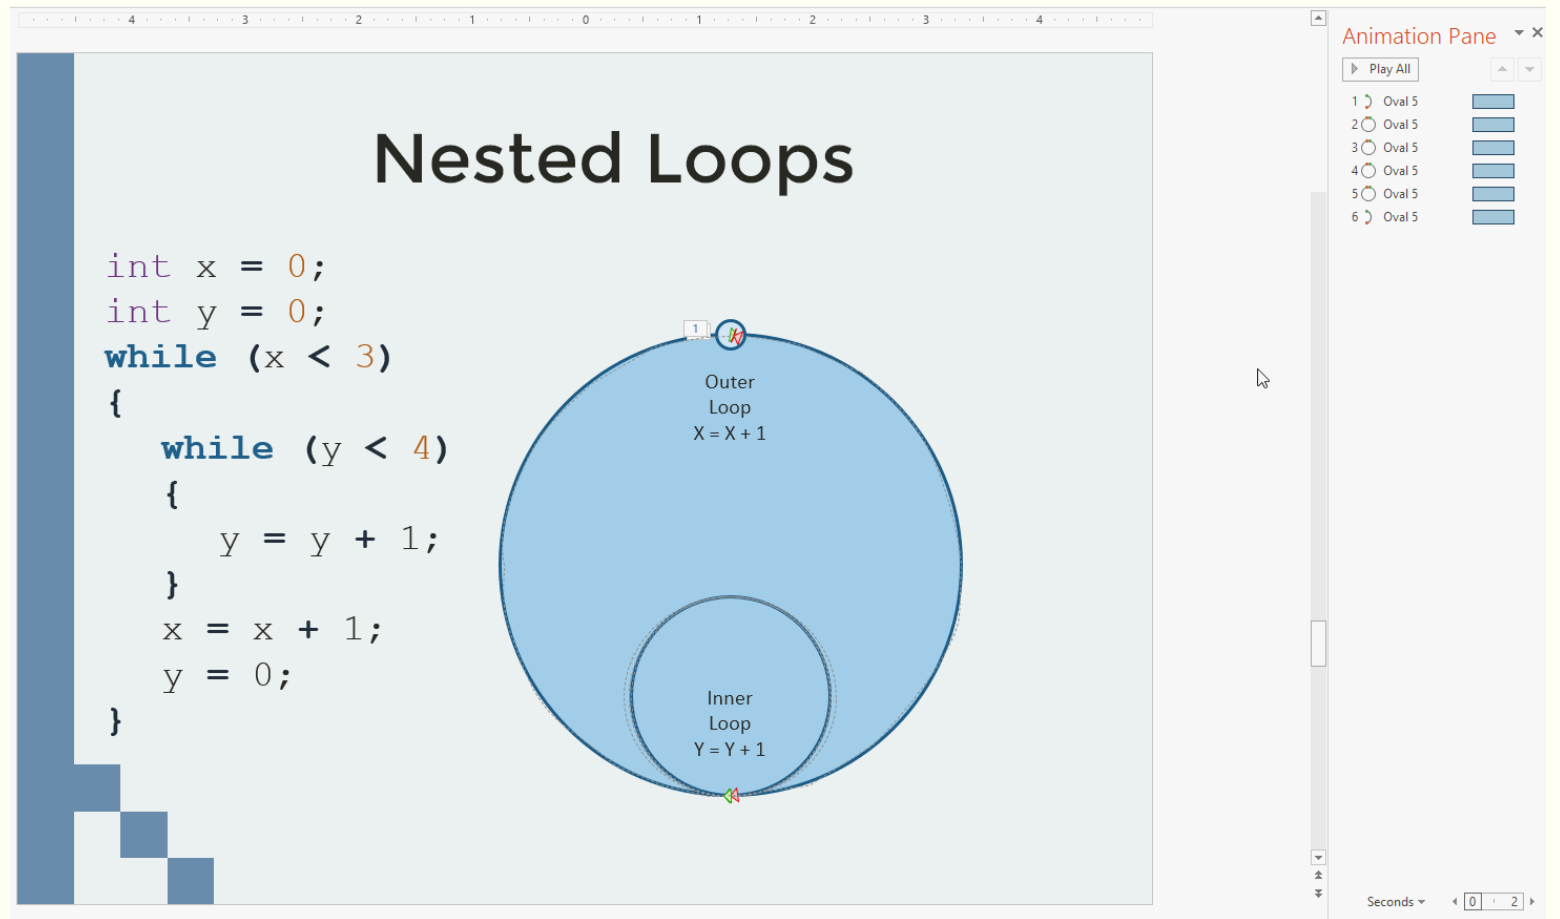 4 3 2 1 0 1 2 3 4
Animation Pane
Play All
1 Oval 5
2 Oval 5
3 Oval 5
4 Oval 5
5 Oval 5
6 Oval 5
Nested Loops
int x = 0;
int y = 0;
while (x < 3)
{
while (y < 4)
{
y = y + 1;
}
x = x + 1;
y = 0;
}
1
Outer
Loop
X = X + 1
Inner
Loop
Y = Y + 1
Seconds 0 2